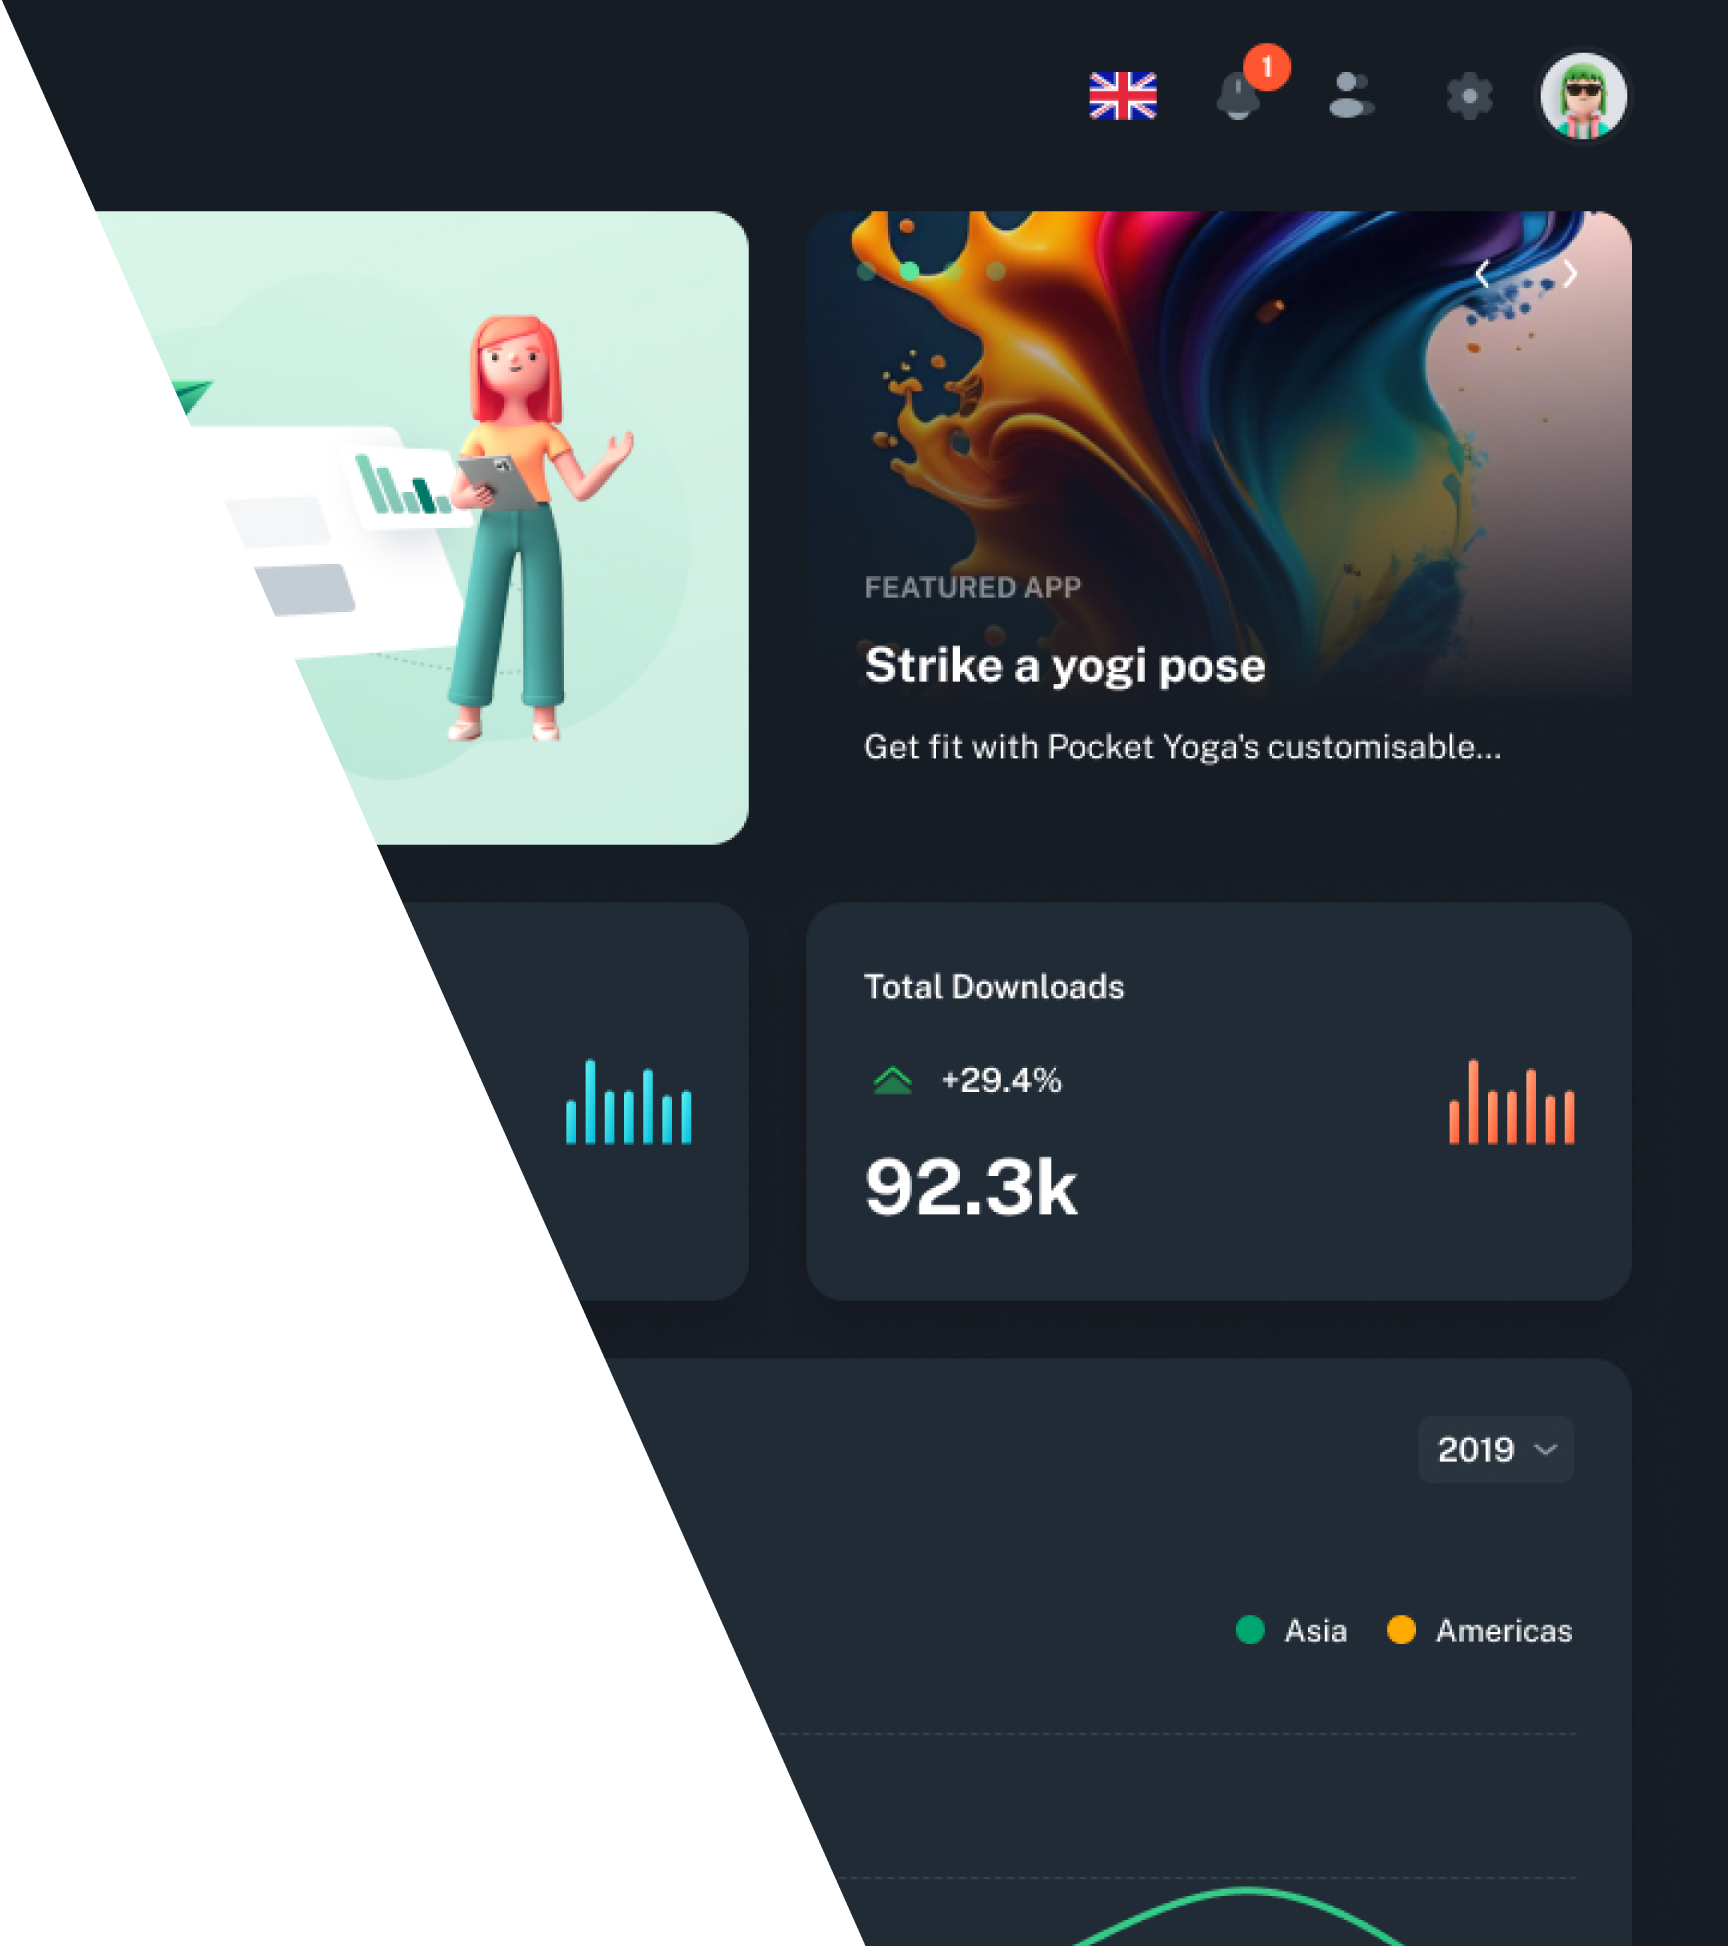 1
FEATURED APP
Strike a yogi pose
Get fit with Pocket Yoga's customisable...
Total Downloads
+29.4%
92.3k
2019
Asia
Americas